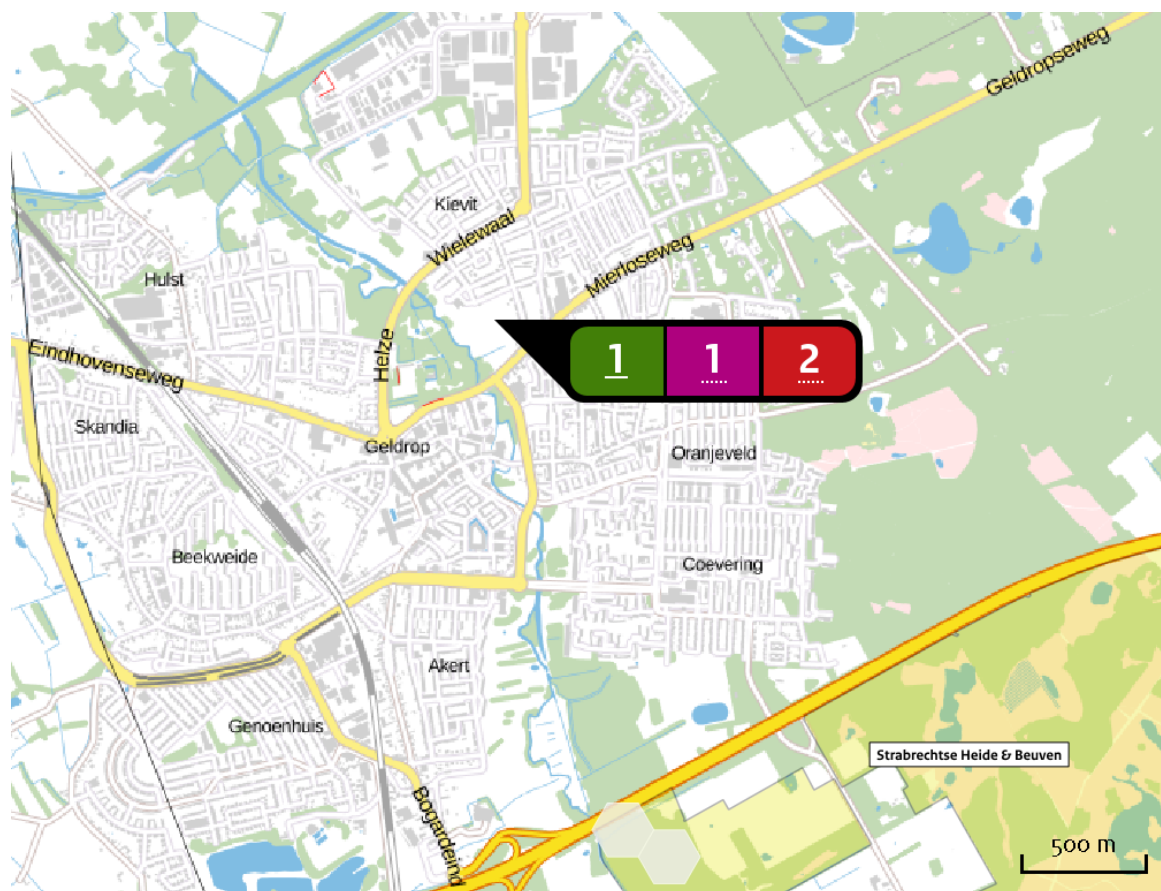 Geldropseweg
Kievit
Wielewaal
Mierloseweg
Hulst
Helze
1 1 2
Eindhovenseweg
Skandia
Geldrop
Oranjeveld
Beekweide
Coevering
Akert
Genoenhuis
Strabrechtse Heide & Beuven
Bogardeind
500 m